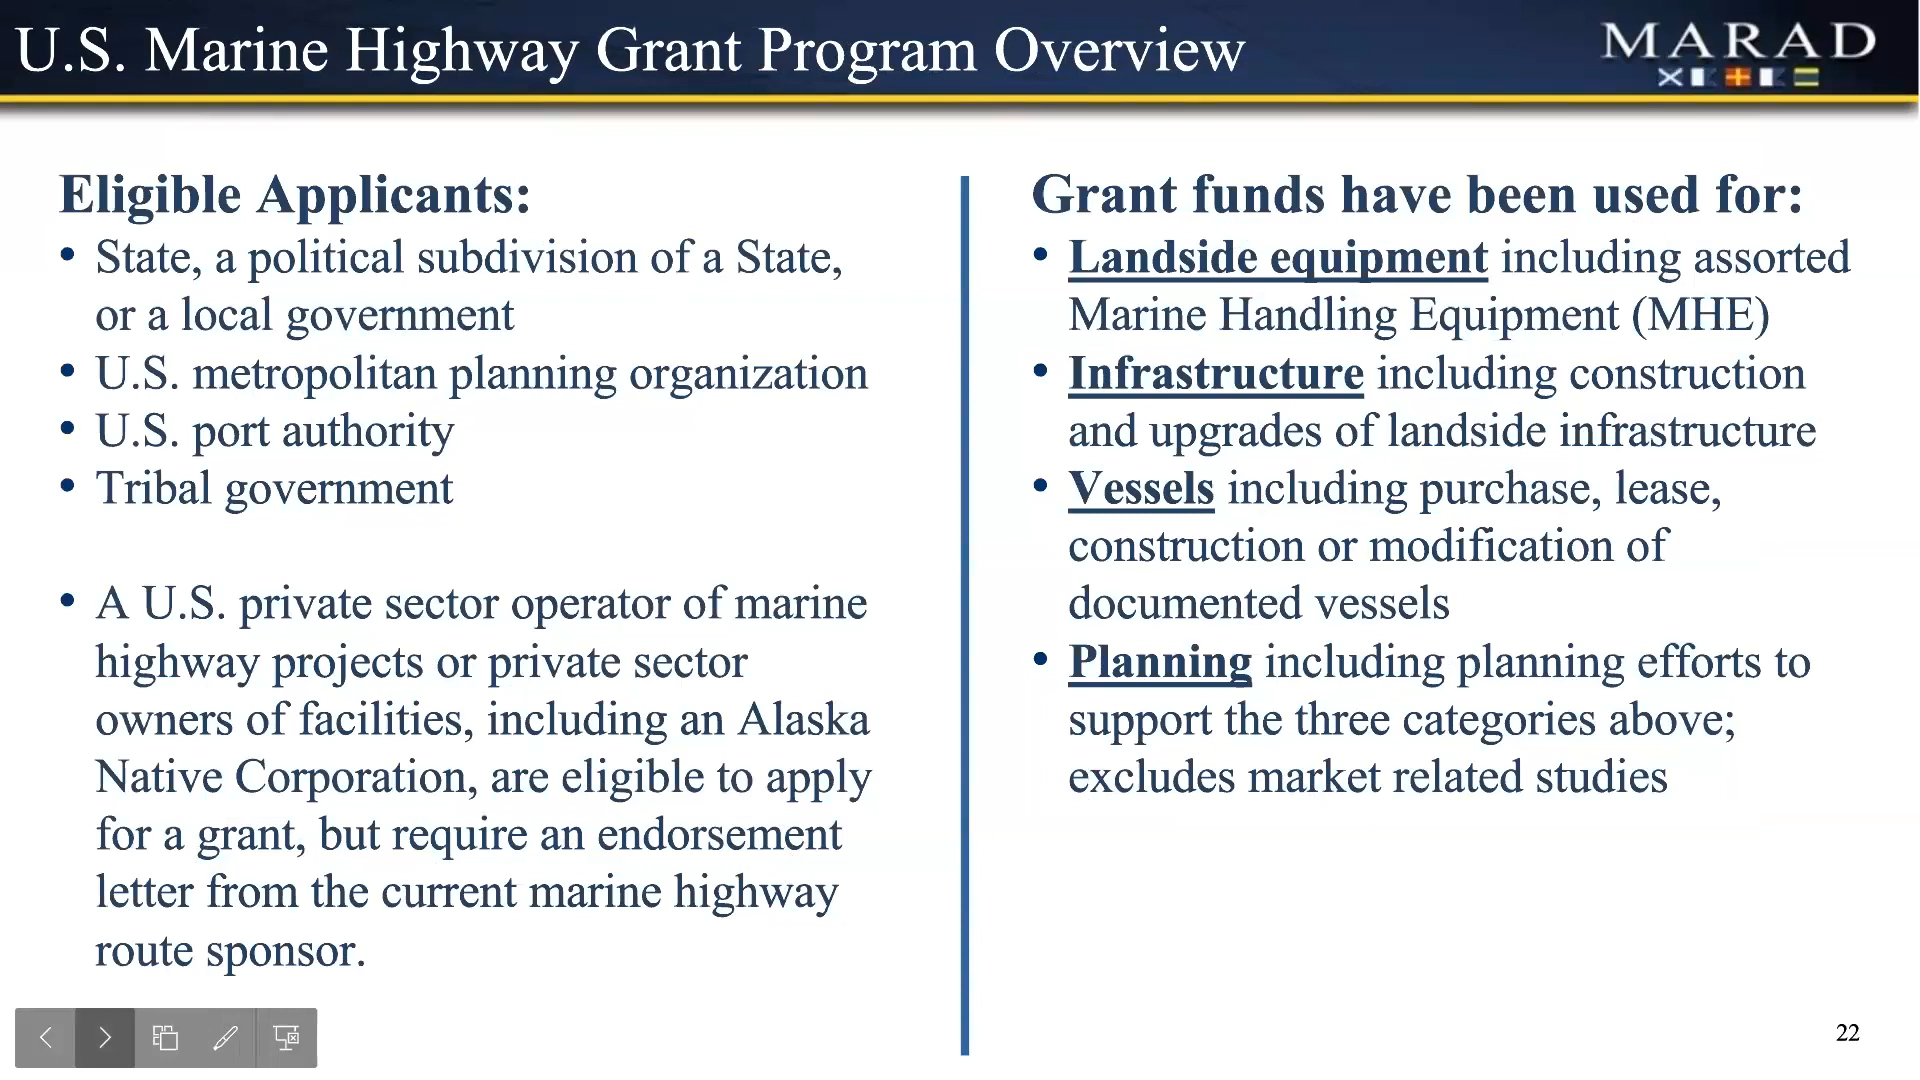 U.S. Marine Highway Grant Program Overview
MARAD
Eligible Applicants:
• State, a political subdivision of a State,
or a local government
• U.S. metropolitan planning organization
• U.S. port authority
• Tribal government
• A U.S. private sector operator of marine
highway projects or private sector
owners of facilities, including an Alaska
Native Corporation, are eligible to apply
for a grant, but require an endorsement
letter from the current marine highway
route sponsor.
Grant funds have been used for:
• Landside equipment including assorted
Marine Handling Equipment (MHE)
• Infrastructure including construction
and upgrades of landside infrastructure
• Vessels including purchase, lease,
construction or modification of
documented vessels
• Planning including planning efforts to
support the three categories above;
excludes market related studies
22